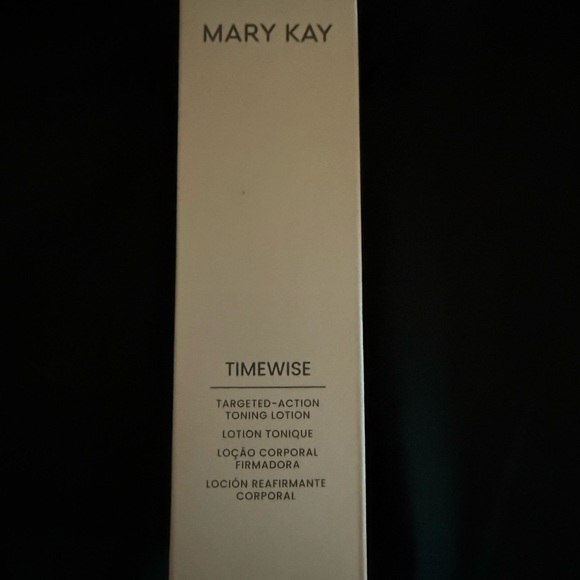 MARY KAY
TIMEWISE
TARGETED-ACTION
TONING LOTION
LOTION TONIQUE
LOÇÃO CORPORAL
FIRMADORA
LOCIÓN REAFIRMANTE
CORPORAL